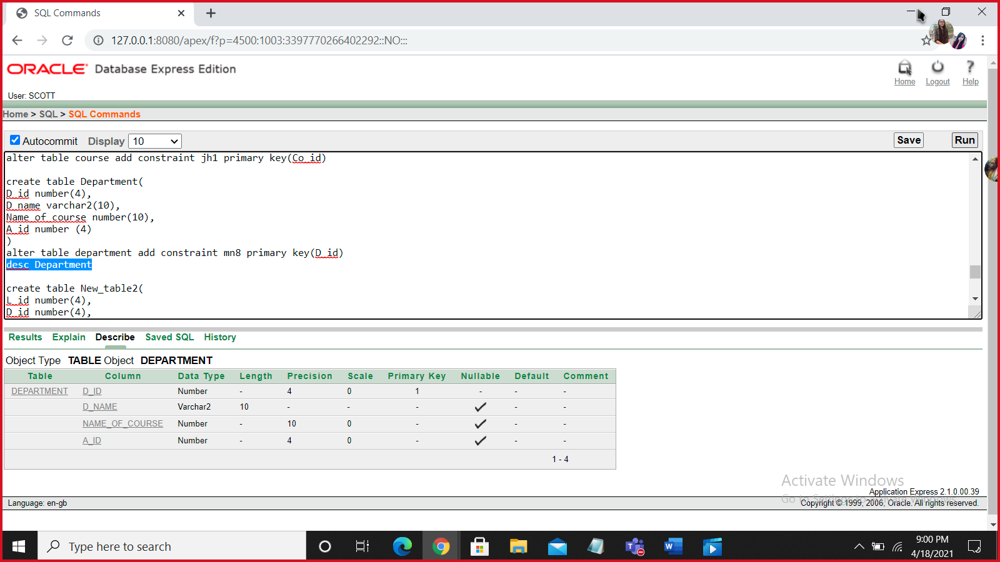 SQL Commands
127.0.0.1:8080/apex/f?p=4500:1003:3397770266402292::NO:::
ORACLE Database Express Edition
Home Logout Help
User: SCOTT
Home > SQL > SQL Commands
Autocommit Display 10 Save Run
alter table course add constraint jh1 primary key(Co_id)
create table Department(
D_id number(4),
D_name varchar2(10),
Name_of_course number(10),
A_id number (4)
)
alter table department add constraint mn8 primary key(D_id)
desc Department
create table New_table2(
L_id number(4),
D_id number(4),
Results Explain Describe Saved SQL History
Object Type TABLE Object DEPARTMENT
Table Column Data Type Length Precision Scale Primary Key Nullable Default Comment
DEPARTMENT D_ID Number - 4 0 1 - - -
D_NAME Varchar2 10 - - - - -
NAME_OF_COURSE Number - 10 0 - - -
A_ID Number - 4 0 - - -
1 - 4
Activate Windows
Go to Settings to activate Windows.
Application Express 2.1.0.00.39
Language: en-gb
Copyright © 1999, 2006, Oracle. All rights reserved.
Type here to search
9:00 PM
4/18/2021